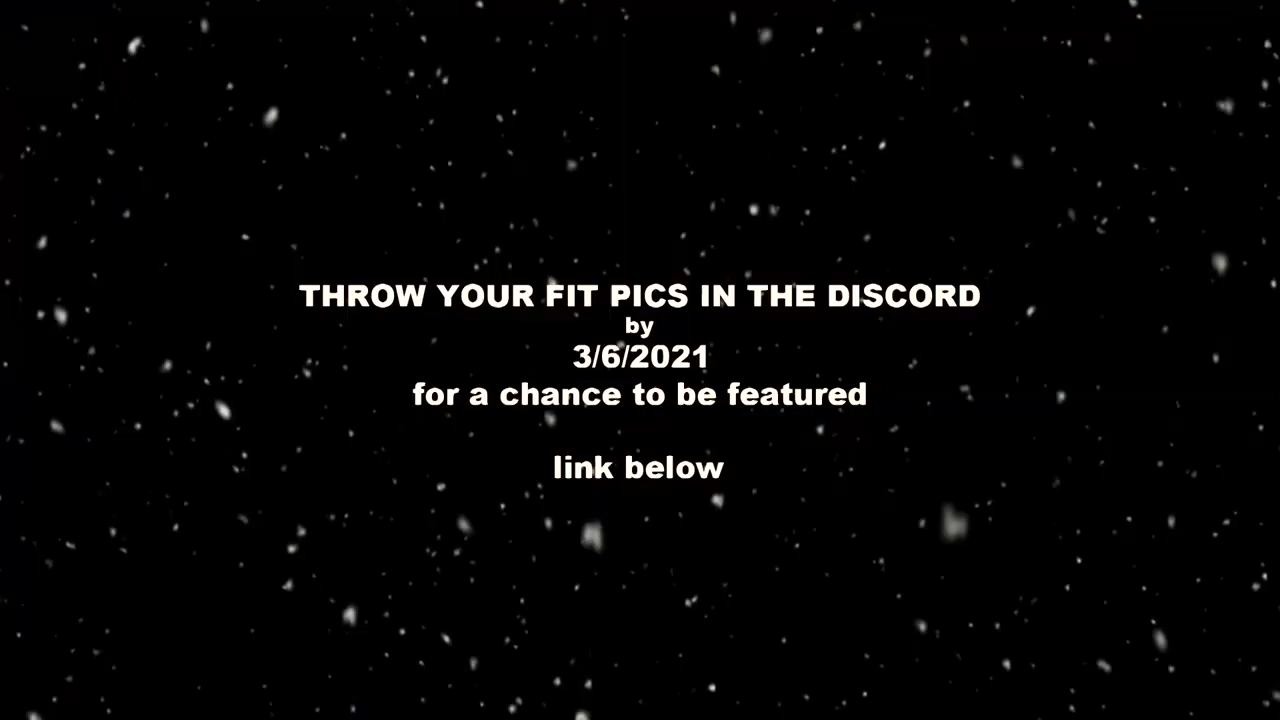 THROW YOUR FIT PICS IN THE DISCORD
by
3/6/2021
for a chance to be featured
link below